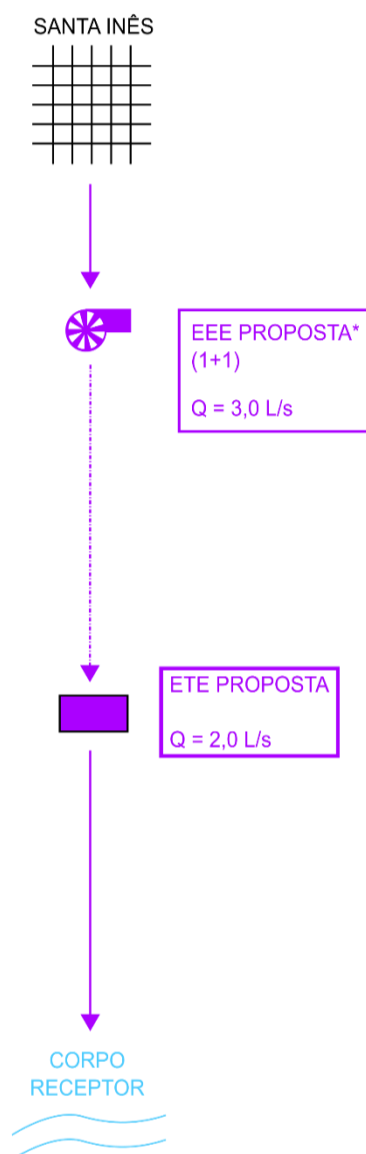 SANTA INÊS
EEE PROPOSTA*
(1+1)
Q = 3,0 L/s
ETE PROPOSTA
Q = 2,0 L/s
CORPO
RECEPTOR